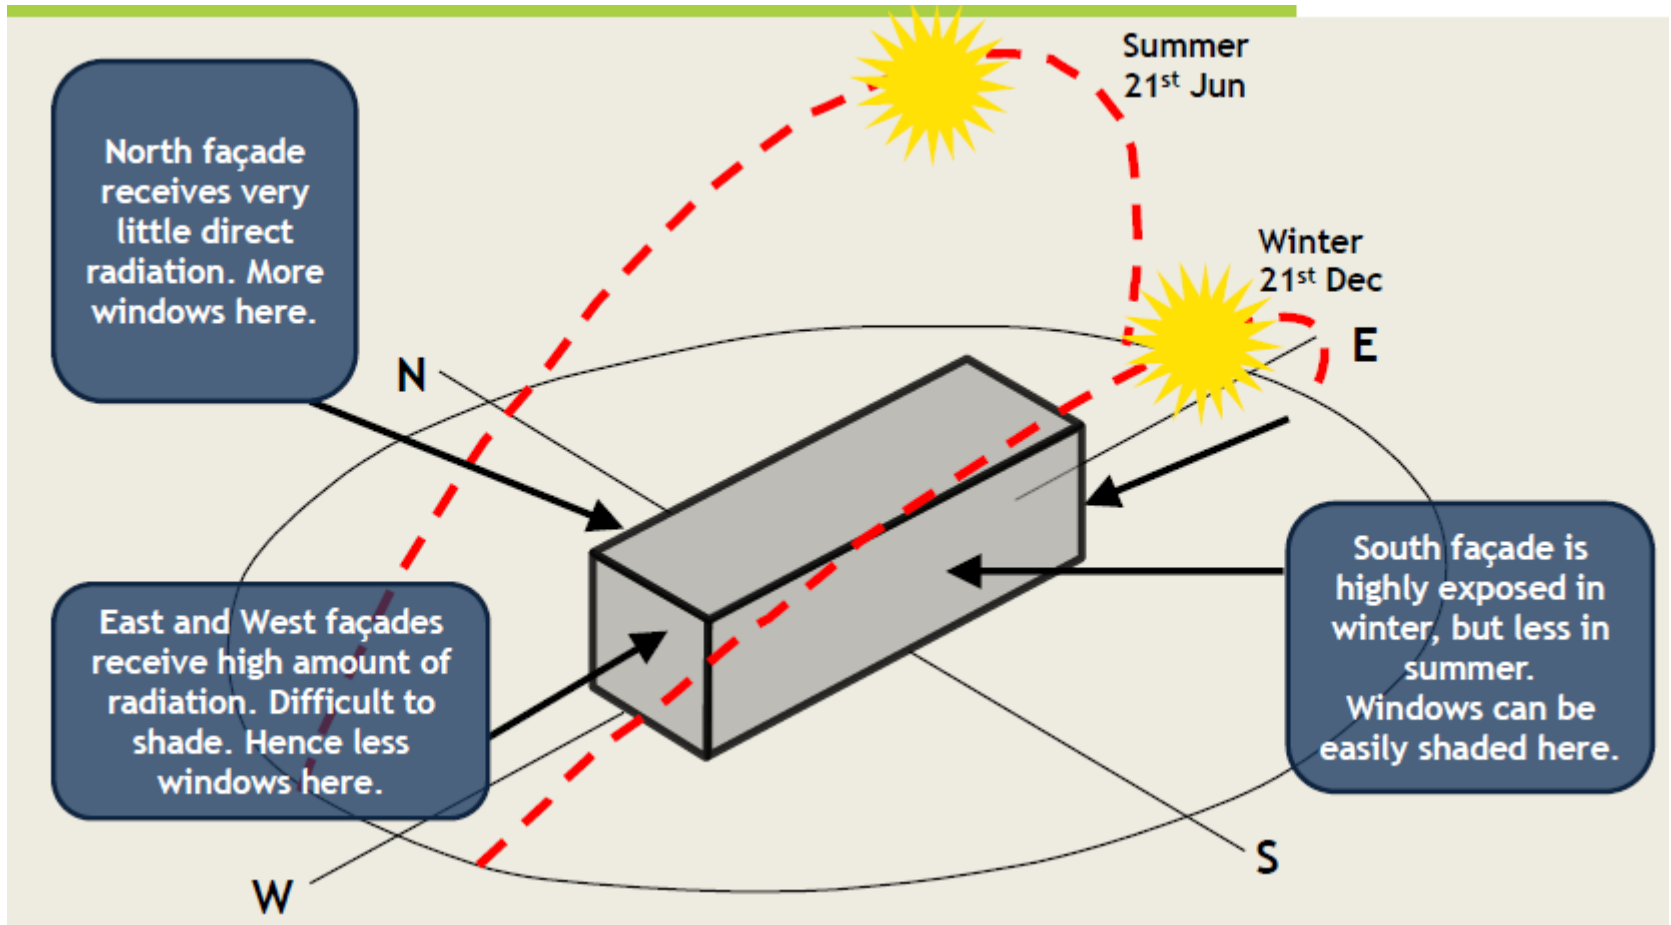 Summer
21st Jun
North façade
receives very
little direct
radiation. More
windows here.
Winter
21st Dec
E
N
South façade is
highly exposed in
winter, but less in
summer.
Windows can be
easily shaded here.
East and West façades
receive high amount of
radiation. Difficult to
shade. Hence less
windows here.
S
W